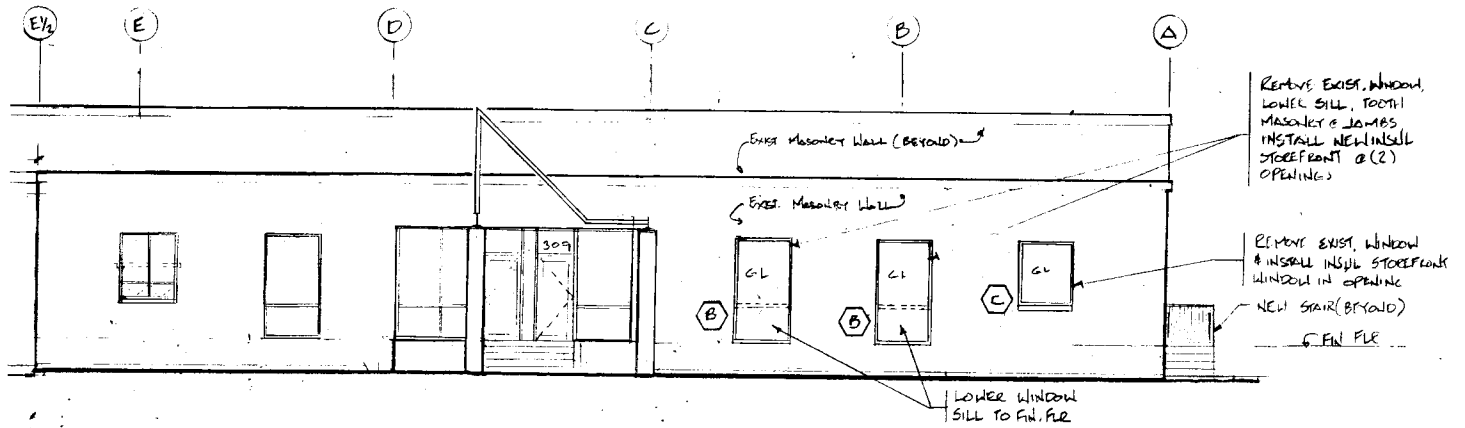 E½ E D C B A
REMOVE EXIST. WINDOW,
LOWER SILL, TOOTH
MASONRY @ JAMBS
INSTALL NEW INSUL
STOREFRONT @ (2)
OPENINGS
EXIST MASONRY WALL (BEYOND)
EXIST. MASONRY WALL
309
GL GL GL
B B C
REMOVE EXIST. WINDOW
& INSTALL INSUL STOREFRONT
WINDOW IN OPENING
NEW STAIR (BEYOND)
FIN FLR
LOWER WINDOW
SILL TO FIN. FLR